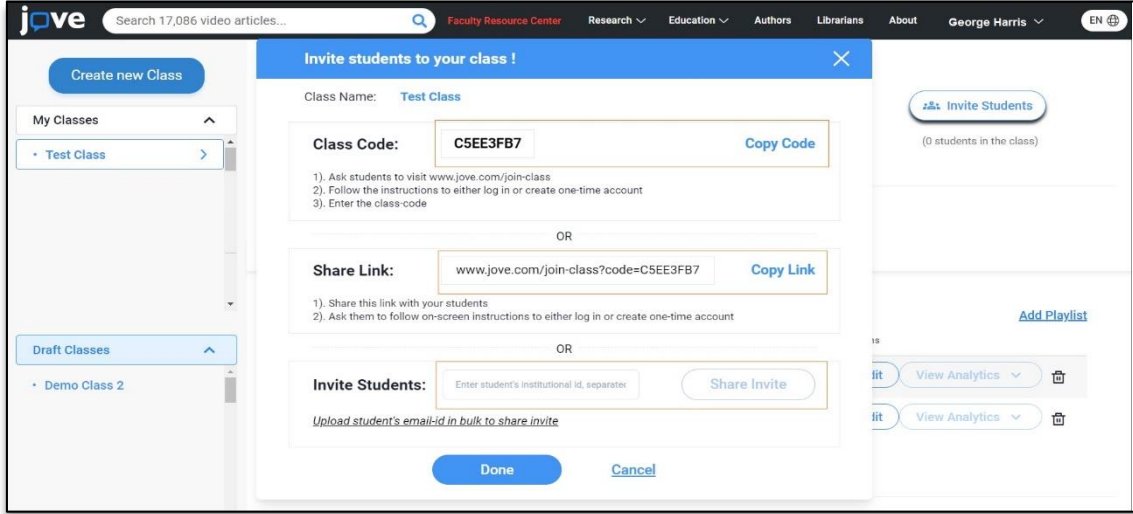 jove
Search 17,086 video articles...
Faculty Resource Center
Research
Education
Authors
Librarians
About
George Harris
EN
Create new Class
My Classes
• Test Class
Draft Classes
• Demo Class 2
Invite students to your class !
Class Name: Test Class
Class Code: C5EE3FB7 Copy Code
1). Ask students to visit www.jove.com/join-class
2). Follow the instructions to either log in or create one-time account
3). Enter the class-code
OR
Share Link: www.jove.com/join-class?code=C5EE3FB7 Copy Link
1). Share this link with your students
2). Ask them to follow on-screen instructions to either log in or create one-time account
OR
Invite Students: Enter student's institutional id, separated Share Invite
Upload student's email-id in bulk to share invite
Done
Cancel
Invite Students
(0 students in the class)
Add Playlist
View Analytics
View Analytics